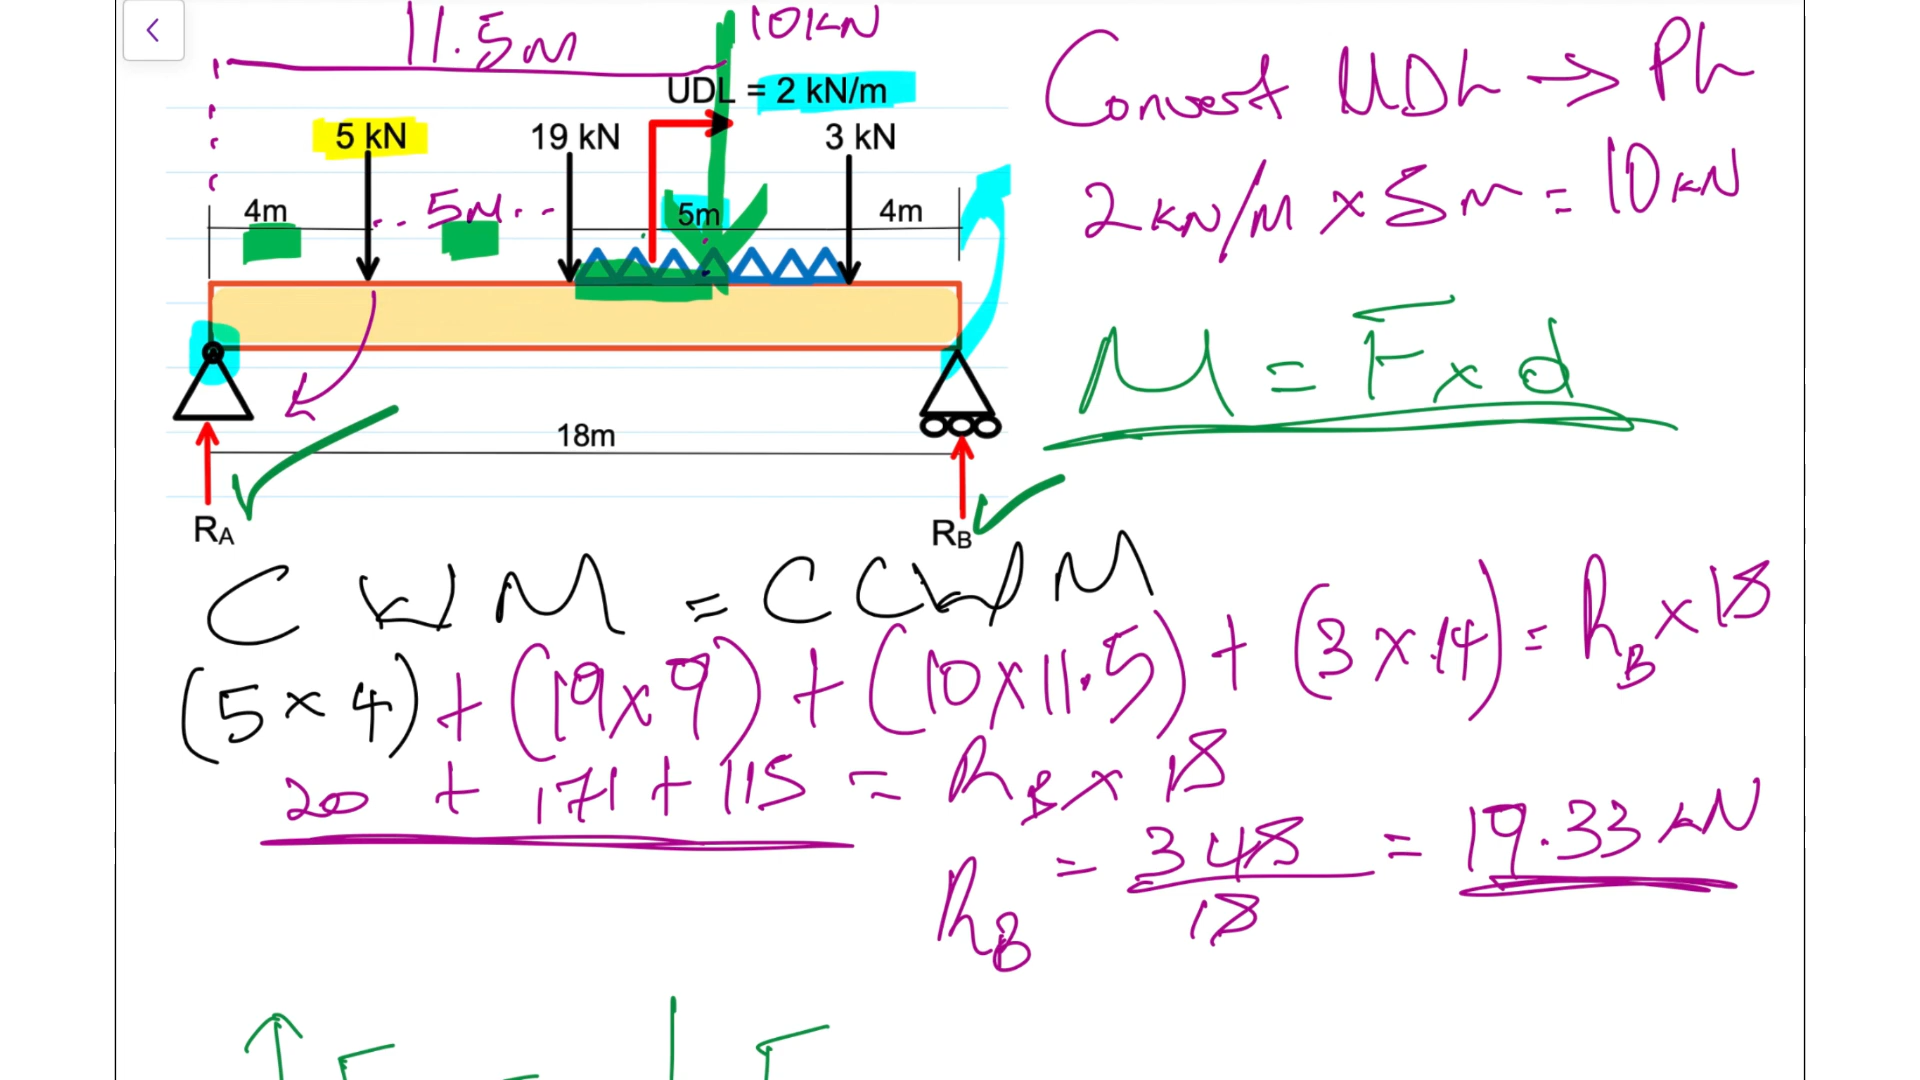 11.5m
10kN
UDL = 2 kN/m
5 kN
19 kN
3 kN
4m
5m
5m
4m
18m
RA
RB
Convert UDL → PL
2kN/m x 5m = 10kN
M = F x d
CWM = CCWM
(5 x 4) + (19 x 9) + (10 x 11.5) + (3 x 14) = RB x 18
20 + 171 + 115 = RB x 18
RB = 348/18 = 19.33 kN